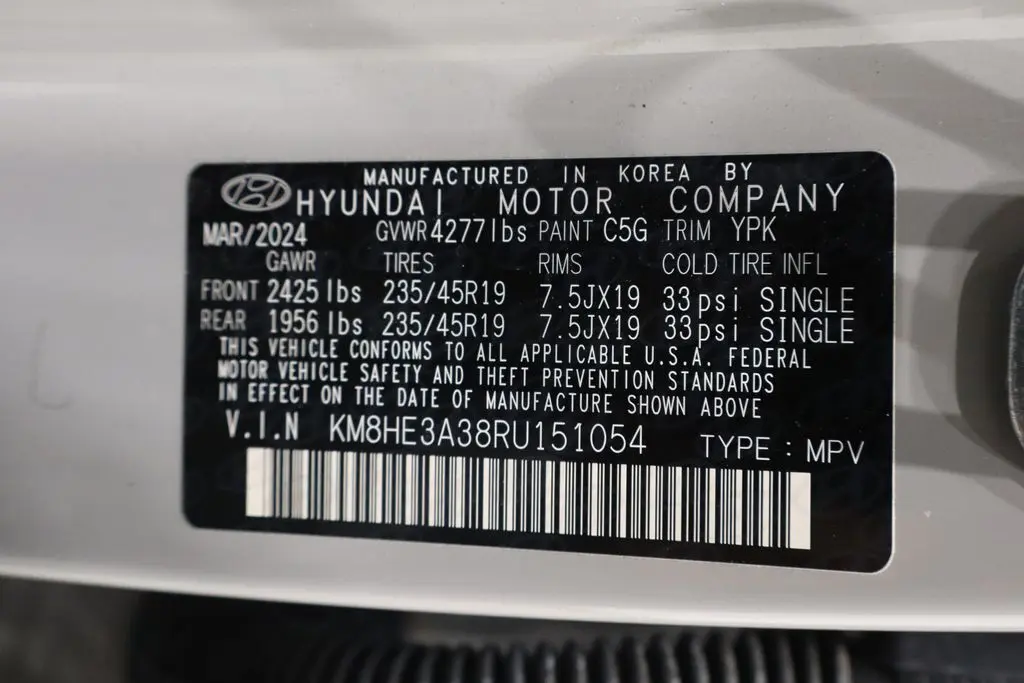 MANUFACTURED IN KOREA BY
HYUNDAI MOTOR COMPANY
MAR/2024 GVWR 4277lbs PAINT C5G TRIM YPK
GAWR TIRES RIMS COLD TIRE INFL
FRONT 2425 lbs 235/45R19 7.5JX19 33psi SINGLE
REAR 1956 lbs 235/45R19 7.5JX19 33psi SINGLE
THIS VEHICLE CONFORMS TO ALL APPLICABLE U.S.A. FEDERAL
MOTOR VEHICLE SAFETY AND THEFT PREVENTION STANDARDS
IN EFFECT ON THE DATE OF MANUFACTURE SHOWN ABOVE
V.I.N KM8HE3A38RU151054 TYPE : MPV